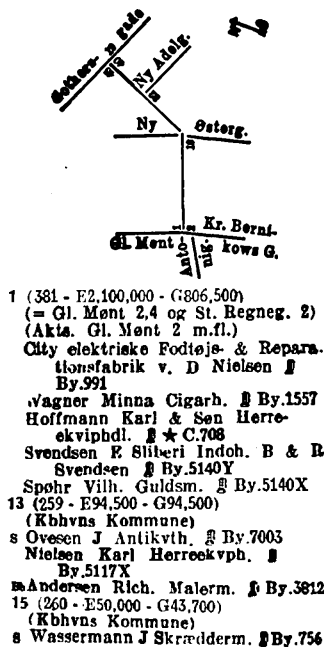 Gothers- gade
Ny Adelg.
Ny Østerg.
Gl. Mønt
Anto-
nig.
Kr. Berni-
kows G.
1 (381 - E2,100,000 - G806,500)
(= Gl. Mønt 2,4 og St. Regneg. 2)
(Akts. Gl. Mønt 2 m.fl.)
City elektriske Fodtøjs- & Repara-
tionsfabrik v. D Nielsen
By.991
Wagner Minna Cigarh. By.1557
Hoffmann Karl & Søn Herre-
ekviphdl. ★ C.708
Svendsen E Sliberi Indeh. B & R
Svendsen By.5140Y
Spøhr Vilh. Guldsm. By.5140X
13 (259 - E94,500 - G94,500)
(Kbhvns Kommune)
s Ovesen J Antikvth. By.7003
Nielsen Karl Herreekvph.
By.5117X
Andersen Rich. Malerm. By.3812
15 (260 - E50,000 - G43,700)
(Kbhvns Kommune)
s Wassermann J Skrædderm. By.756